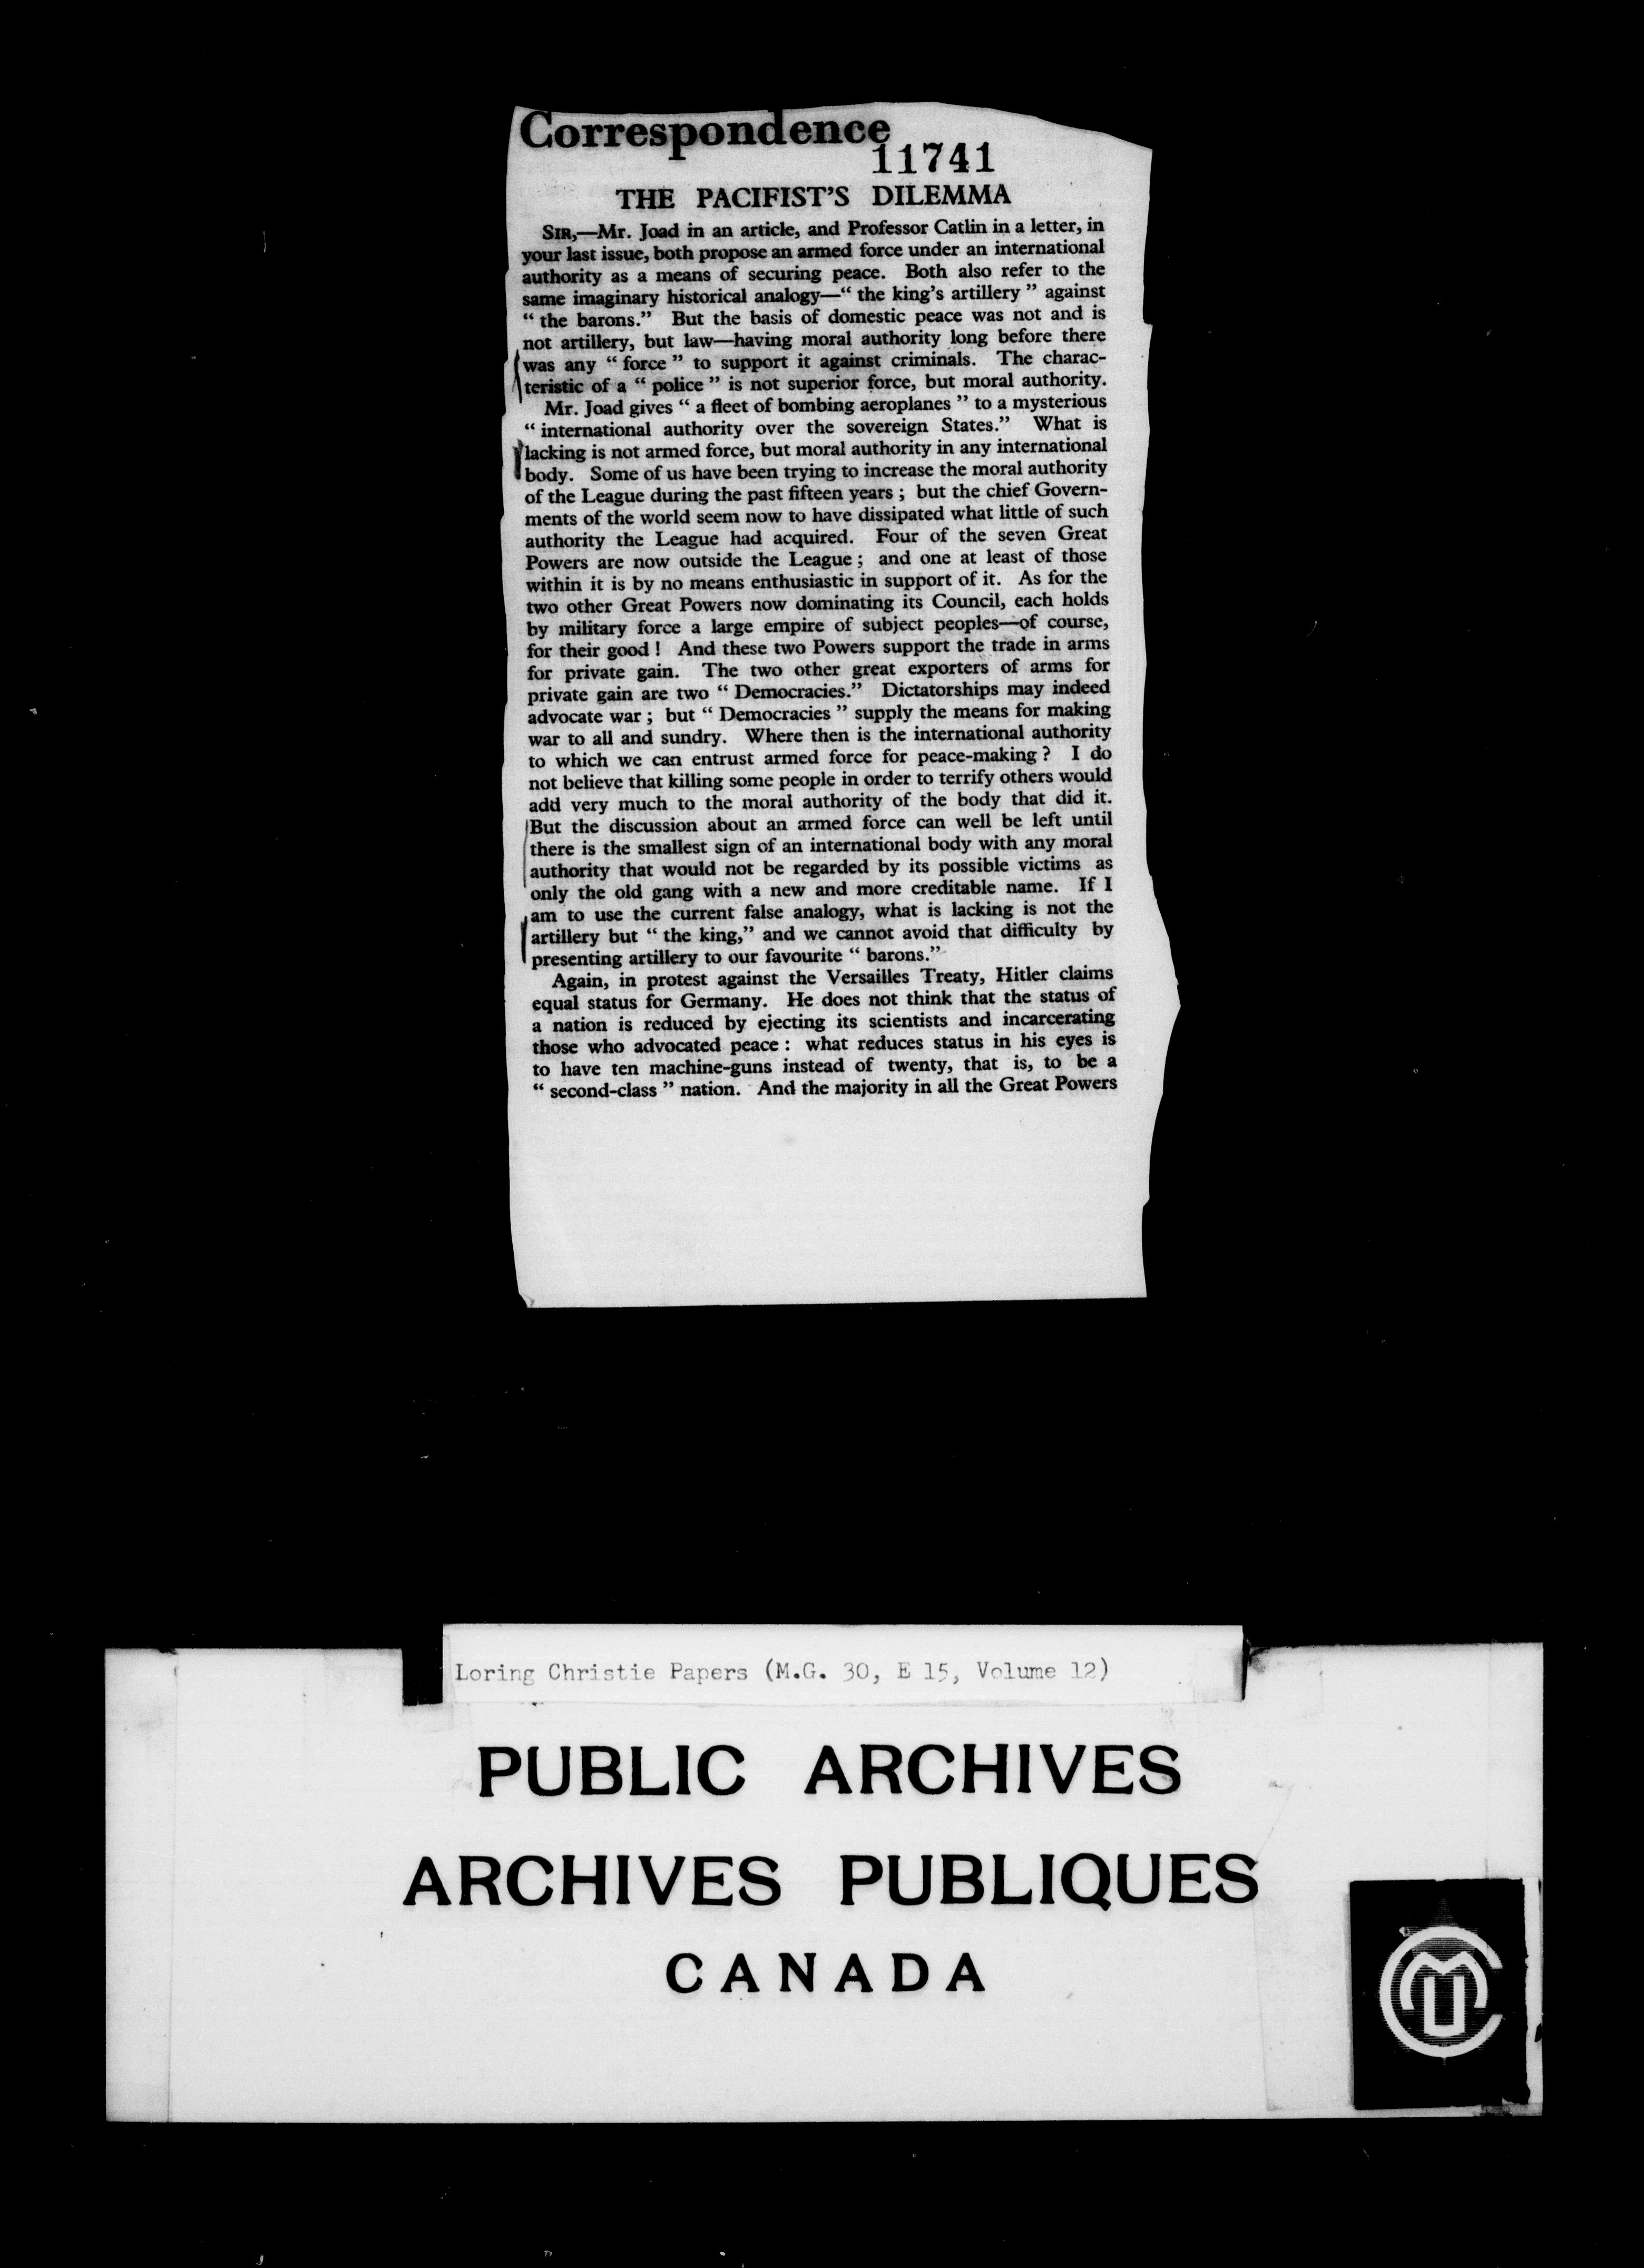 Correspondence
11741
THE PACIFIST'S DILEMMA
SIR,—Mr. Joad in an article, and Professor Catlin in a letter, in
your last issue, both propose an armed force under an international
authority as a means of securing peace. Both also refer to the
same imaginary historical analogy—“ the king's artillery ” against
“ the barons.” But the basis of domestic peace was not and is
not artillery, but law—having moral authority long before there
was any “ force ” to support it against criminals. The charac-
teristic of a “ police ” is not superior force, but moral authority.
Mr. Joad gives “ a fleet of bombing aeroplanes ” to a mysterious
“ international authority over the sovereign States.” What is
lacking is not armed force, but moral authority in any international
body. Some of us have been trying to increase the moral authority
of the League during the past fifteen years ; but the chief Govern-
ments of the world seem now to have dissipated what little of such
authority the League had acquired. Four of the seven Great
Powers are now outside the League ; and one at least of those
within it is by no means enthusiastic in support of it. As for the
two other Great Powers now dominating its Council, each holds
by military force a large empire of subject peoples—of course,
for their good ! And these two Powers support the trade in arms
for private gain. The two other great exporters of arms for
private gain are two “ Democracies.” Dictatorships may indeed
advocate war ; but “ Democracies ” supply the means for making
war to all and sundry. Where then is the international authority
to which we can entrust armed force for peace-making ? I do
not believe that killing some people in order to terrify others would
add very much to the moral authority of the body that did it.
But the discussion about an armed force can well be left until
there is the smallest sign of an international body with any moral
authority that would not be regarded by its possible victims as
only the old gang with a new and more creditable name. If I
am to use the current false analogy, what is lacking is not the
artillery but “ the king,” and we cannot avoid that difficulty by
presenting artillery to our favourite “ barons.”
Again, in protest against the Versailles Treaty, Hitler claims
equal status for Germany. He does not think that the status of
a nation is reduced by ejecting its scientists and incarcerating
those who advocated peace : what reduces status in his eyes is
to have ten machine-guns instead of twenty, that is, to be a
“ second-class ” nation. And the majority in all the Great Powers
Loring Christie Papers (M.G. 30, E 15, Volume 12)
PUBLIC ARCHIVES
ARCHIVES PUBLIQUES
CANADA